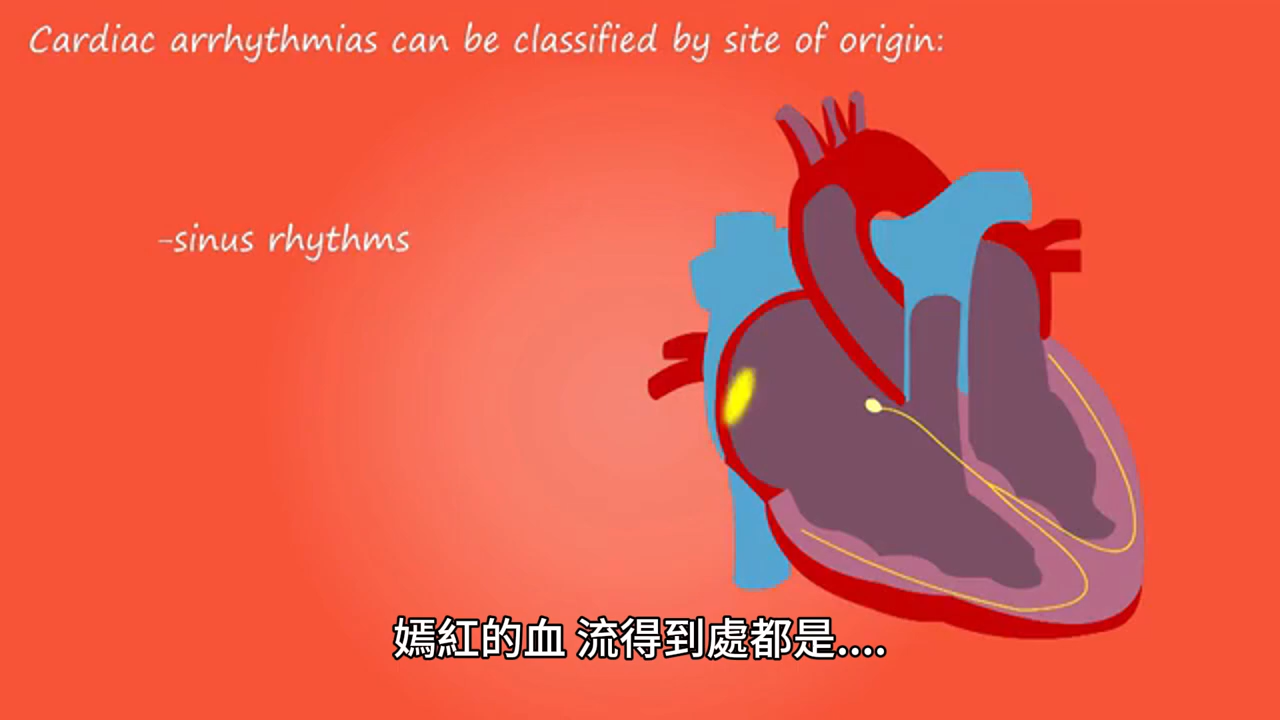 Cardiac arrhythmias can be classified by site of origin:
-sinus rhythms
嫣紅的血 流得到處都是....